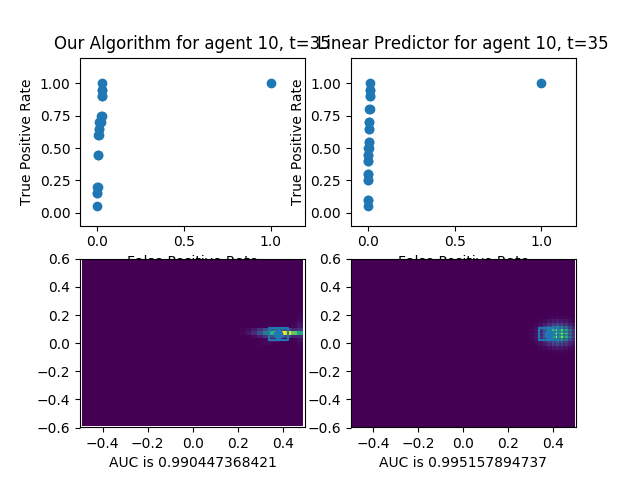 Our Algorithm for agent 10, t=35
Linear Predictor for agent 10, t=35
True Positive Rate
1.00
0.75
0.50
0.25
0.00
0.0 0.5 1.0
False Positive Rate
True Positive Rate
1.00
0.75
0.50
0.25
0.00
0.0 0.5 1.0
False Positive Rate
0.6
0.4
0.2
0.0
−0.2
−0.4
−0.6
−0.4 −0.2 0.0 0.2 0.4
AUC is 0.990447368421
0.6
0.4
0.2
0.0
−0.2
−0.4
−0.6
−0.4 −0.2 0.0 0.2 0.4
AUC is 0.995157894737